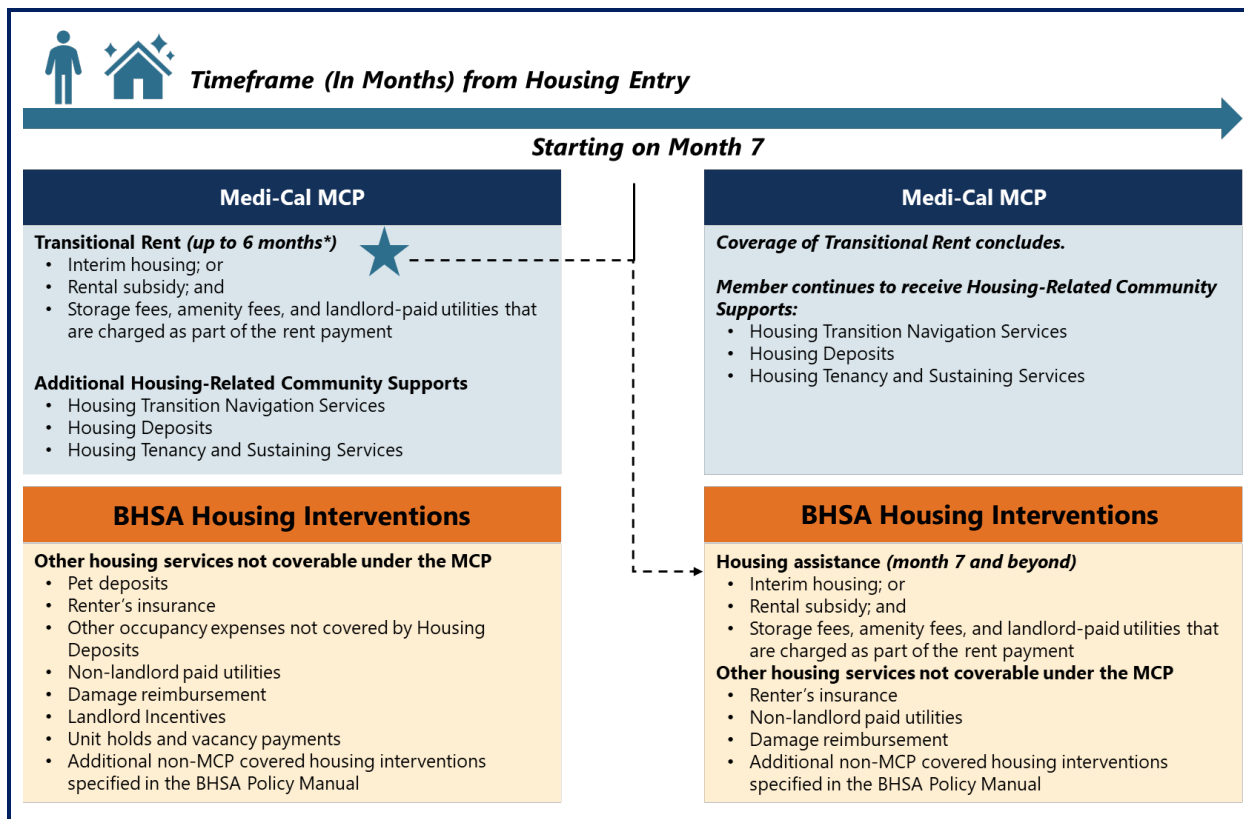 Timeframe (In Months) from Housing Entry
Starting on Month 7
Medi-Cal MCP
Transitional Rent (up to 6 months*)
• Interim housing; or
• Rental subsidy; and
• Storage fees, amenity fees, and landlord-paid utilities that
are charged as part of the rent payment
Additional Housing-Related Community Supports
• Housing Transition Navigation Services
• Housing Deposits
• Housing Tenancy and Sustaining Services
BHSA Housing Interventions
Other housing services not coverable under the MCP
• Pet deposits
• Renter's insurance
• Other occupancy expenses not covered by Housing
Deposits
• Non-landlord paid utilities
• Damage reimbursement
• Landlord Incentives
• Unit holds and vacancy payments
• Additional non-MCP covered housing interventions
specified in the BHSA Policy Manual
Medi-Cal MCP
Coverage of Transitional Rent concludes.
Member continues to receive Housing-Related Community
Supports:
• Housing Transition Navigation Services
• Housing Deposits
• Housing Tenancy and Sustaining Services
BHSA Housing Interventions
Housing assistance (month 7 and beyond)
• Interim housing; or
• Rental subsidy; and
• Storage fees, amenity fees, and landlord-paid utilities that
are charged as part of the rent payment
Other housing services not coverable under the MCP
• Renter's insurance
• Non-landlord paid utilities
• Damage reimbursement
• Additional non-MCP covered housing interventions
specified in the BHSA Policy Manual